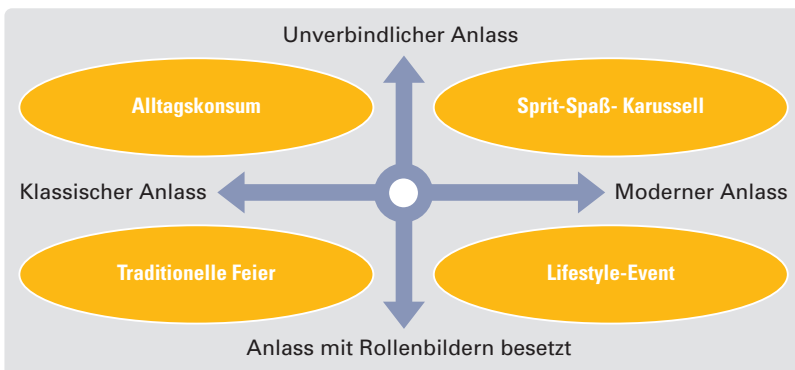 Unverbindlicher Anlass
Alltagskonsum
Sprit-Spaß- Karussell
Klassischer Anlass
Moderner Anlass
Traditionelle Feier
Lifestyle-Event
Anlass mit Rollenbildern besetzt